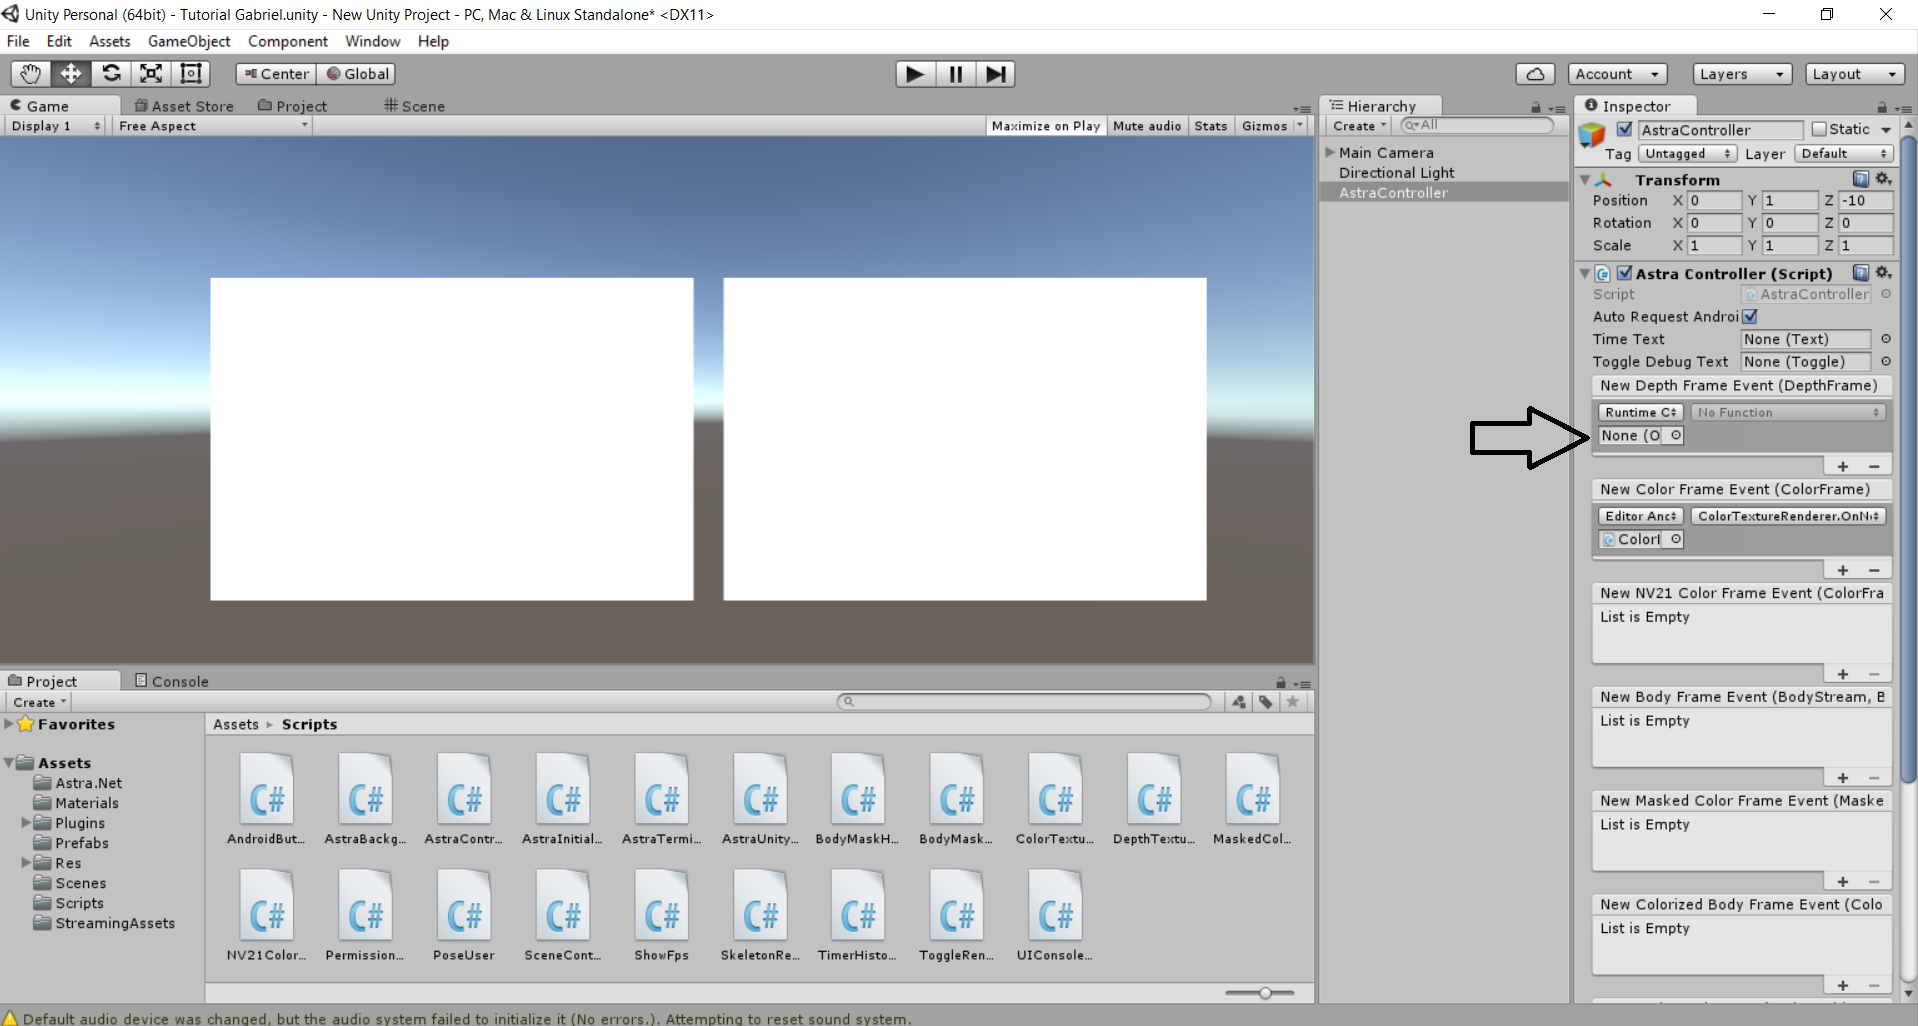 Unity Personal (64bit) - Tutorial Gabriel.unity - New Unity Project - PC, Mac & Linux Standalone* <DX11>
File Edit Assets GameObject Component Window Help
Center Global Account Layers Layout
Game Asset Store Project Scene
Display 1 Free Aspect Maximize on Play Mute audio Stats Gizmos
Hierarchy
Create All
Main Camera
Directional Light
AstraController
Inspector
AstraController Static
Tag Untagged Layer Default
Transform
Position X 0 Y 1 Z -10
Rotation X 0 Y 0 Z 0
Scale X 1 Y 1 Z 1
C# Astra Controller (Script)
Script AstraController
Auto Request Androi
Time Text None (Text)
Toggle Debug Text None (Toggle)
New Depth Frame Event (DepthFrame)
Runtime C No Function
None (O
+ −
New Color Frame Event (ColorFrame)
Editor Anc ColorTextureRenderer.OnN
Colorl
+ −
New NV21 Color Frame Event (ColorFra
List is Empty
+ −
New Body Frame Event (BodyStream, B
List is Empty
+ −
New Masked Color Frame Event (Maske
List is Empty
+ −
New Colorized Body Frame Event (Colo
List is Empty
+ −
Project Console
Create
Favorites
Assets
Astra.Net
Materials
Plugins
Prefabs
Res
Scenes
Scripts
StreamingAssets
Assets ▸ Scripts
C# C# C# C# C# C# C# C# C# C# C#
AndroidBut... AstraBackg... AstraContr... AstraInitial... AstraTermi... AstraUnity... BodyMaskH... BodyMask... ColorTextu... DepthTextu... MaskedCol...
C# C# C# C# C# C# C# C# C#
NV21Color... Permission... PoseUser SceneCont... ShowFps SkeletonRe... TimerHisto... ToggleRen... UIConsole...
Default audio device was changed, but the audio system failed to initialize it (No errors.). Attempting to reset sound system.